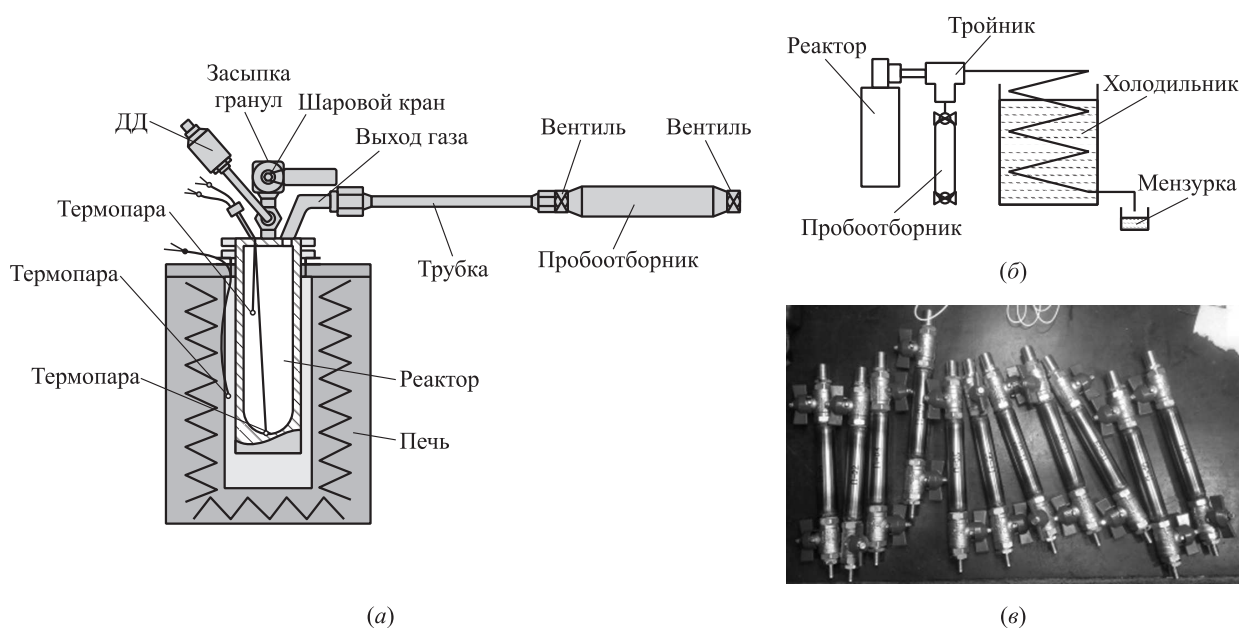 Засыпка
гранул
Шаровой кран
ДД
Выход газа
Вентиль
Вентиль
Термопара
Трубка
Пробоотборник
Термопара
Термопара
Реактор
Печь
(а)
Реактор
Тройник
Холодильник
Мензурка
Пробоотборник
(б)
(в)